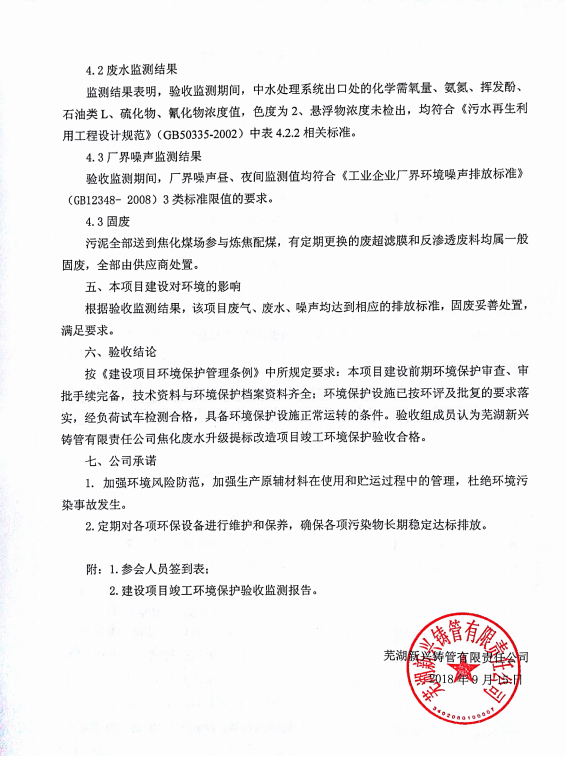 4.2 废水监测结果
监测结果表明，验收监测期间，中水处理系统出口处的化学需氧量、氨氮、挥发酚、
石油类 L、硫化物、氰化物浓度值，色度为 2、悬浮物浓度未检出，均符合《污水再生利
用工程设计规范》（GB50335-2002）中表 4.2.2 相关标准。
4.3 厂界噪声监测结果
验收监测期间，厂界噪声昼、夜间监测值均符合《工业企业厂界环境噪声排放标准》
（GB12348- 2008）3 类标准限值的要求。
4.3 固废
污泥全部送到焦化煤场参与炼焦配煤，有定期更换的废超滤膜和反渗透废料均属一般
固废，全部由供应商处置。
五、本项目建设对环境的影响
根据验收监测结果，该项目废气、废水、噪声均达到相应的排放标准，固废妥善处置，
满足要求。
六、验收结论
按《建设项目环境保护管理条例》中所规定要求：本项目建设前期环境保护审查、审
批手续完备，技术资料与环境保护档案资料齐全；环境保护设施已按环评及批复的要求落
实，经负荷试车检测合格，具备环境保护设施正常运转的条件。验收组成员认为芜湖新兴
铸管有限责任公司焦化废水升级提标改造项目竣工环境保护验收合格。
七、公司承诺
1. 加强环境风险防范，加强生产原辅材料在使用和贮运过程中的管理，杜绝环境污
染事故发生。
2.定期对各项环保设备进行维护和保养，确保各项污染物长期稳定达标排放。
附：1.参会人员签到表；
2.建设项目竣工环境保护验收监测报告。
芜湖新兴铸管有限责任公司
2018 年 9 月 日
芜湖新兴铸管有限责任公司
3402080100007